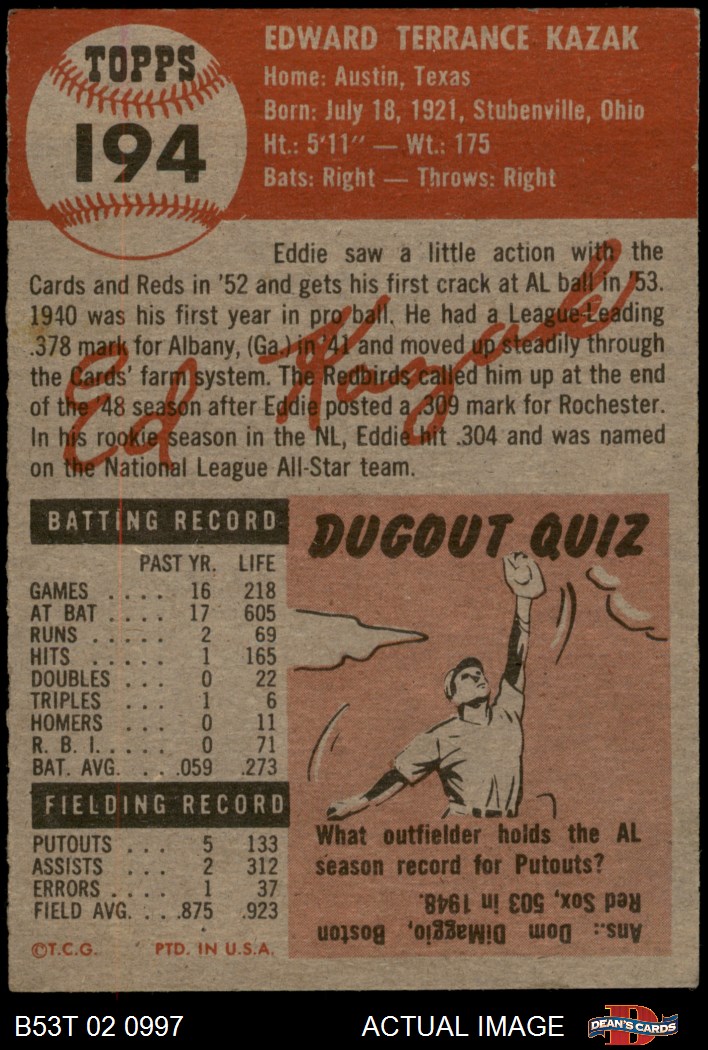 TOPPS
194
EDWARD TERRANCE KAZAK
Home: Austin, Texas
Born: July 18, 1921, Stubenville, Ohio
Ht.: 5'11" — Wt.: 175
Bats: Right — Throws: Right
Eddie saw a little action with the
Cards and Reds in '52 and gets his first crack at AL ball in '53.
1940 was his first year in pro ball. He had a League-Leading
.378 mark for Albany, (Ga.) in '41 and moved up steadily through
the Cards' farm system. The Redbirds called him up at the end
of the '48 season after Eddie posted a .309 mark for Rochester.
In his rookie season in the NL, Eddie hit .304 and was named
on the National League All-Star team.
Ed Kazak
BATTING RECORD
PAST YR. LIFE
GAMES .... 16 218
AT BAT .... 17 605
RUNS ..... 2 69
HITS ..... 1 165
DOUBLES ... 0 22
TRIPLES ... 1 6
HOMERS ... 0 11
R. B. I. .... 0 71
BAT. AVG. ... .059 .273
FIELDING RECORD
PUTOUTS ... 5 133
ASSISTS ... 2 312
ERRORS .... 1 37
FIELD AVG. ... .875 .923
©T.C.G. PTD. IN U.S.A.
DUGOUT QUIZ
What outfielder holds the AL
season record for Putouts?
Ans.: Dom DiMaggio, Boston
Red Sox, 503 in 1948.
B53T 02 0997 ACTUAL IMAGE
D
DEAN'S CARDS